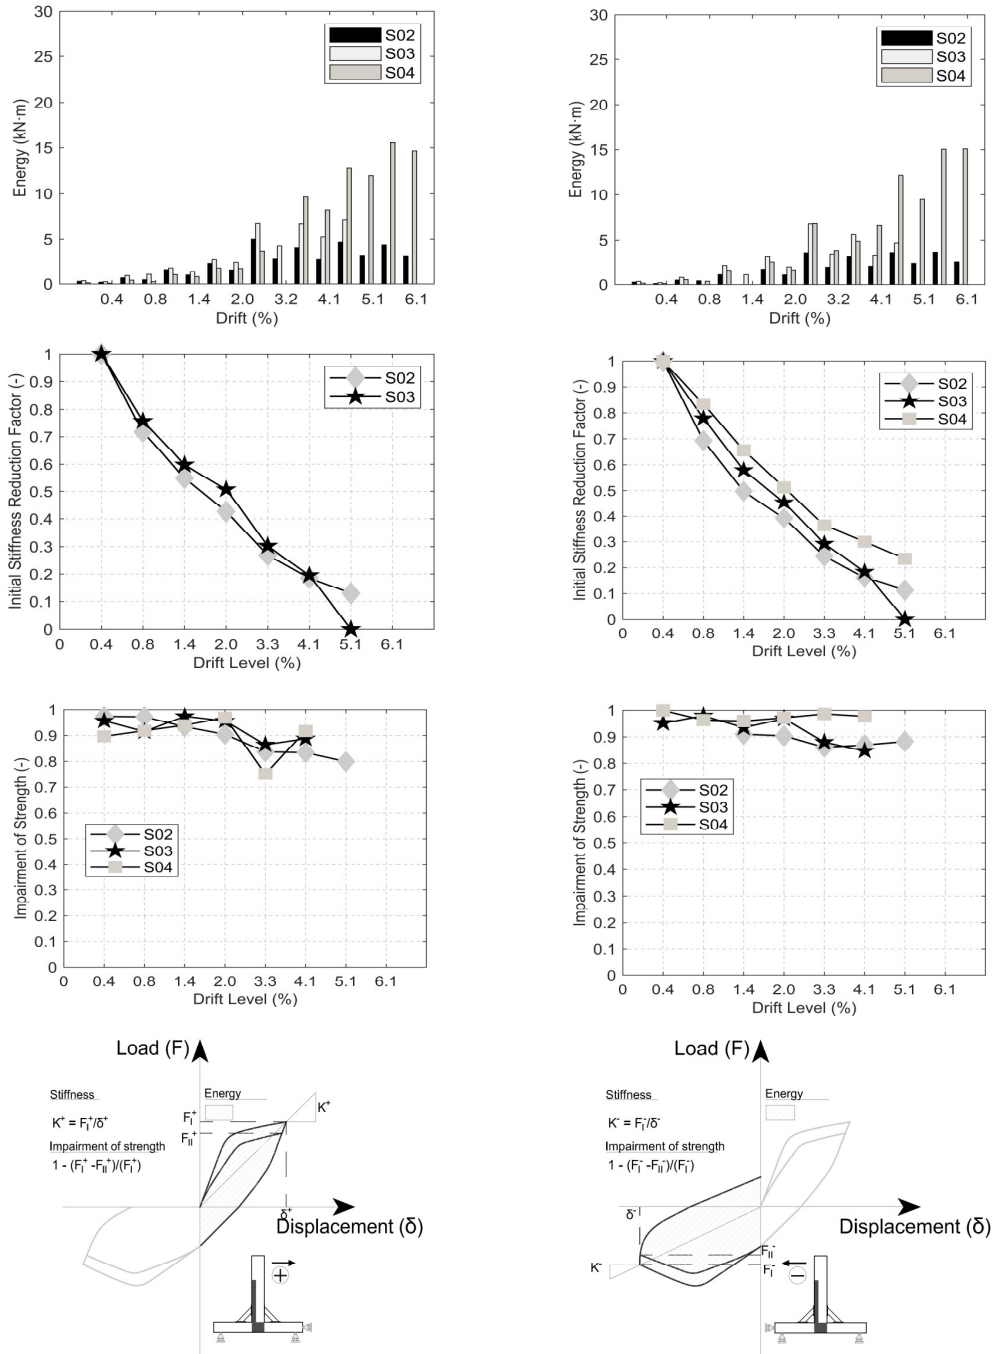 30
25
20
15
10
5
0
Energy (kN·m)
S02
S03
S04
0.4 0.8 1.4 2.0 3.2 4.1 5.1 6.1
Drift (%)
30
25
20
15
10
5
0
Energy (kN·m)
S02
S03
S04
0.4 0.8 1.4 2.0 3.2 4.1 5.1 6.1
Drift (%)
1
0.9
0.8
0.7
0.6
0.5
0.4
0.3
0.2
0.1
0
Initial Stiffness Reduction Factor (-)
S02
S03
0 0.4 0.8 1.4 2.0 3.3 4.1 5.1 6.1
Drift Level (%)
1
0.9
0.8
0.7
0.6
0.5
0.4
0.3
0.2
0.1
0
Initial Stiffness Reduction Factor (-)
S02
S03
S04
0 0.4 0.8 1.4 2.0 3.3 4.1 5.1 6.1
Drift Level (%)
1
0.9
0.8
0.7
0.6
0.5
0.4
0.3
0.2
0.1
0
Impairment of Strength (-)
S02
S03
S04
0 0.4 0.8 1.4 2.0 3.3 4.1 5.1 6.1
Drift Level (%)
1
0.9
0.8
0.7
0.6
0.5
0.4
0.3
0.2
0.1
0
Impairment of Strength (-)
S02
S03
S04
0 0.4 0.8 1.4 2.0 3.3 4.1 5.1 6.1
Drift Level (%)
Load (F)
Stiffness
Energy
K⁺ = F_I⁺/δ⁺
F_I⁺
K⁺
F_II⁺
Impairment of strength
1 - (F_I⁺ -F_II⁺)/(F_I⁺)
δ⁺
Displacement (δ)
+
Load (F)
Stiffness
Energy
K⁻ = F_I⁻/δ⁻
Impairment of strength
1 - (F_I⁻ -F_II⁻)/(F_I⁻)
δ⁻
Displacement (δ)
F_II⁻
K⁻
F_I⁻
−